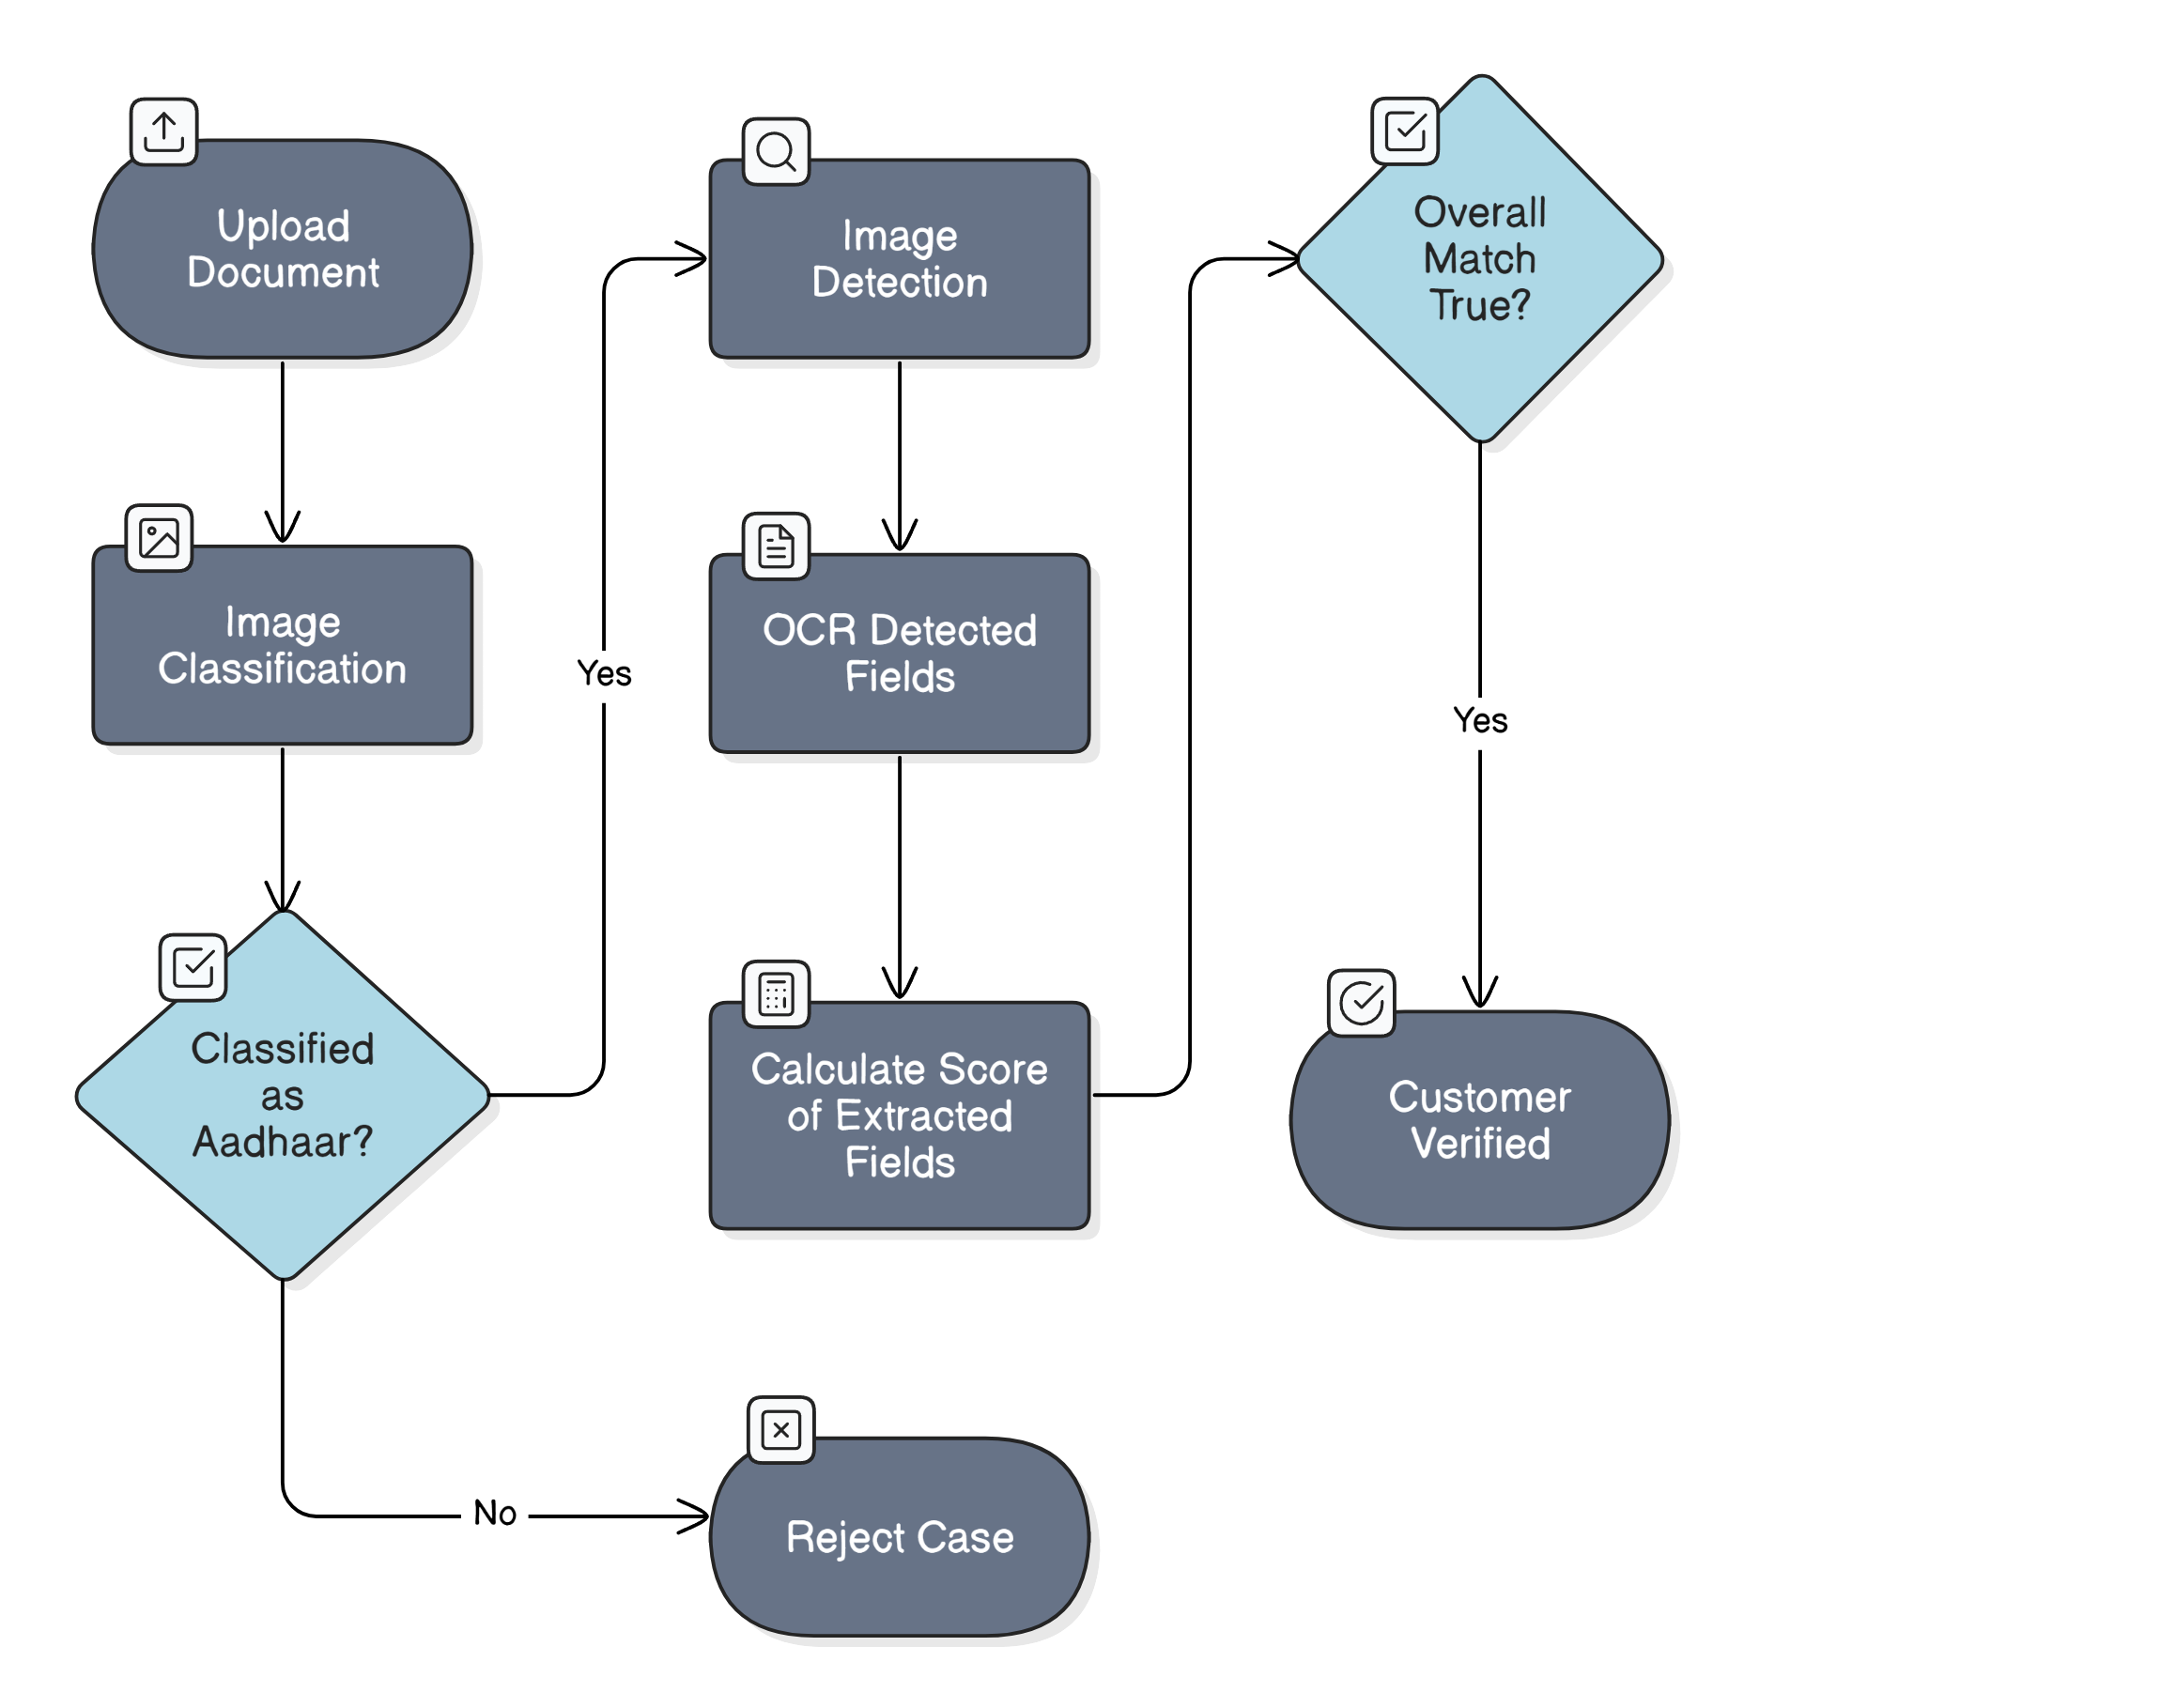 Upload
Document
Image
Classification
Classified
as
Aadhaar?
Yes
No
Image
Detection
OCR Detected
Fields
Calculate Score
of Extracted
Fields
Reject Case
Overall
Match
True?
Yes
Customer
Verified